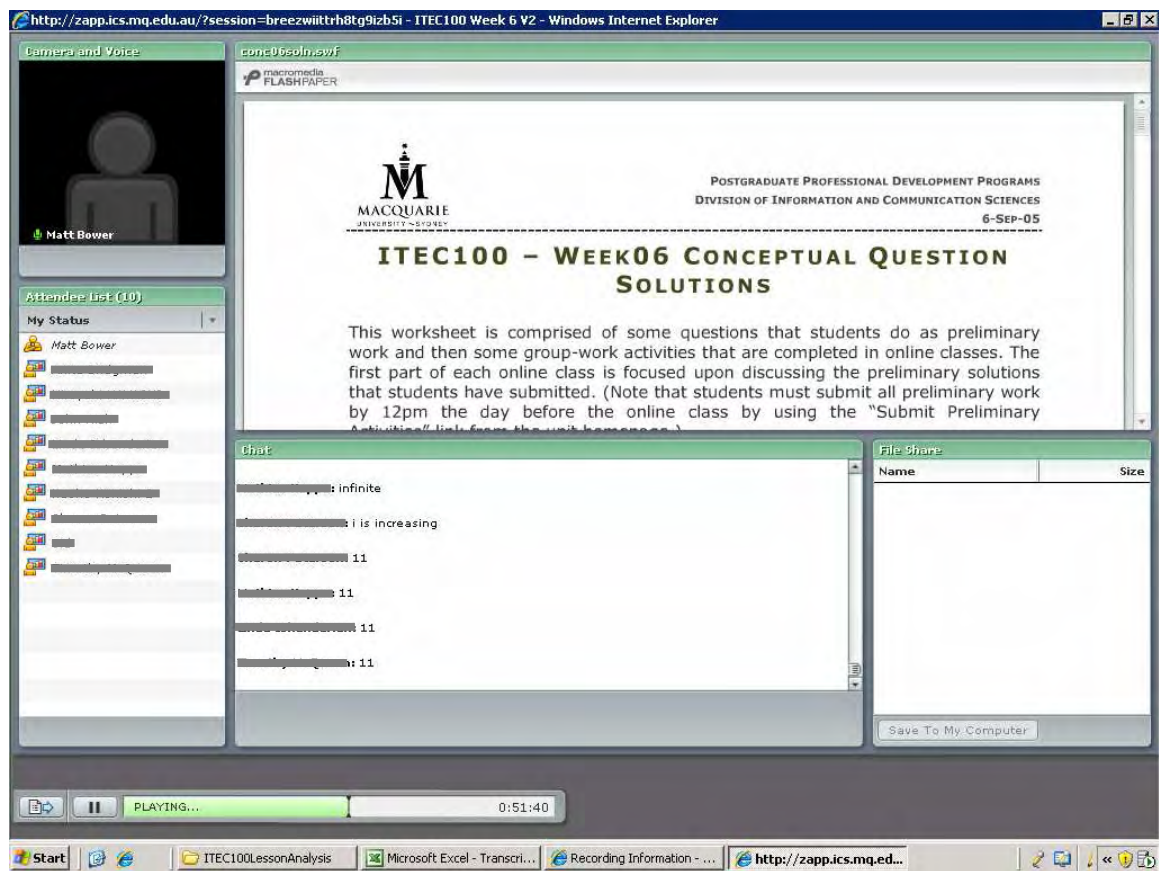 http://zapp.ics.mq.edu.au/?session=breezwiittrh8tg9izb5i - ITEC100 Week 6 V2 - Windows Internet Explorer
Camera and Voice
Matt Bower
Attendee List (10)
My Status
Matt Bower
conc06soln.swf
macromedia
FLASHPAPER
MACQUARIE
UNIVERSITY ~ SYDNEY
POSTGRADUATE PROFESSIONAL DEVELOPMENT PROGRAMS
DIVISION OF INFORMATION AND COMMUNICATION SCIENCES
6-SEP-05
ITEC100 – WEEK06 CONCEPTUAL QUESTION
SOLUTIONS
This worksheet is comprised of some questions that students do as preliminary
work and then some group-work activities that are completed in online classes. The
first part of each online class is focused upon discussing the preliminary solutions
that students have submitted. (Note that students must submit all preliminary work
by 12pm the day before the online class by using the "Submit Preliminary
Activities" link from the unit homepage.)
Chat
: infinite
: i is increasing
11
: 11
11
: 11
File Share
Name Size
Save To My Computer
PLAYING... 0:51:40
Start ITEC100LessonAnalysis Microsoft Excel - Transcri... Recording Information - ... http://zapp.ics.mq.ed...